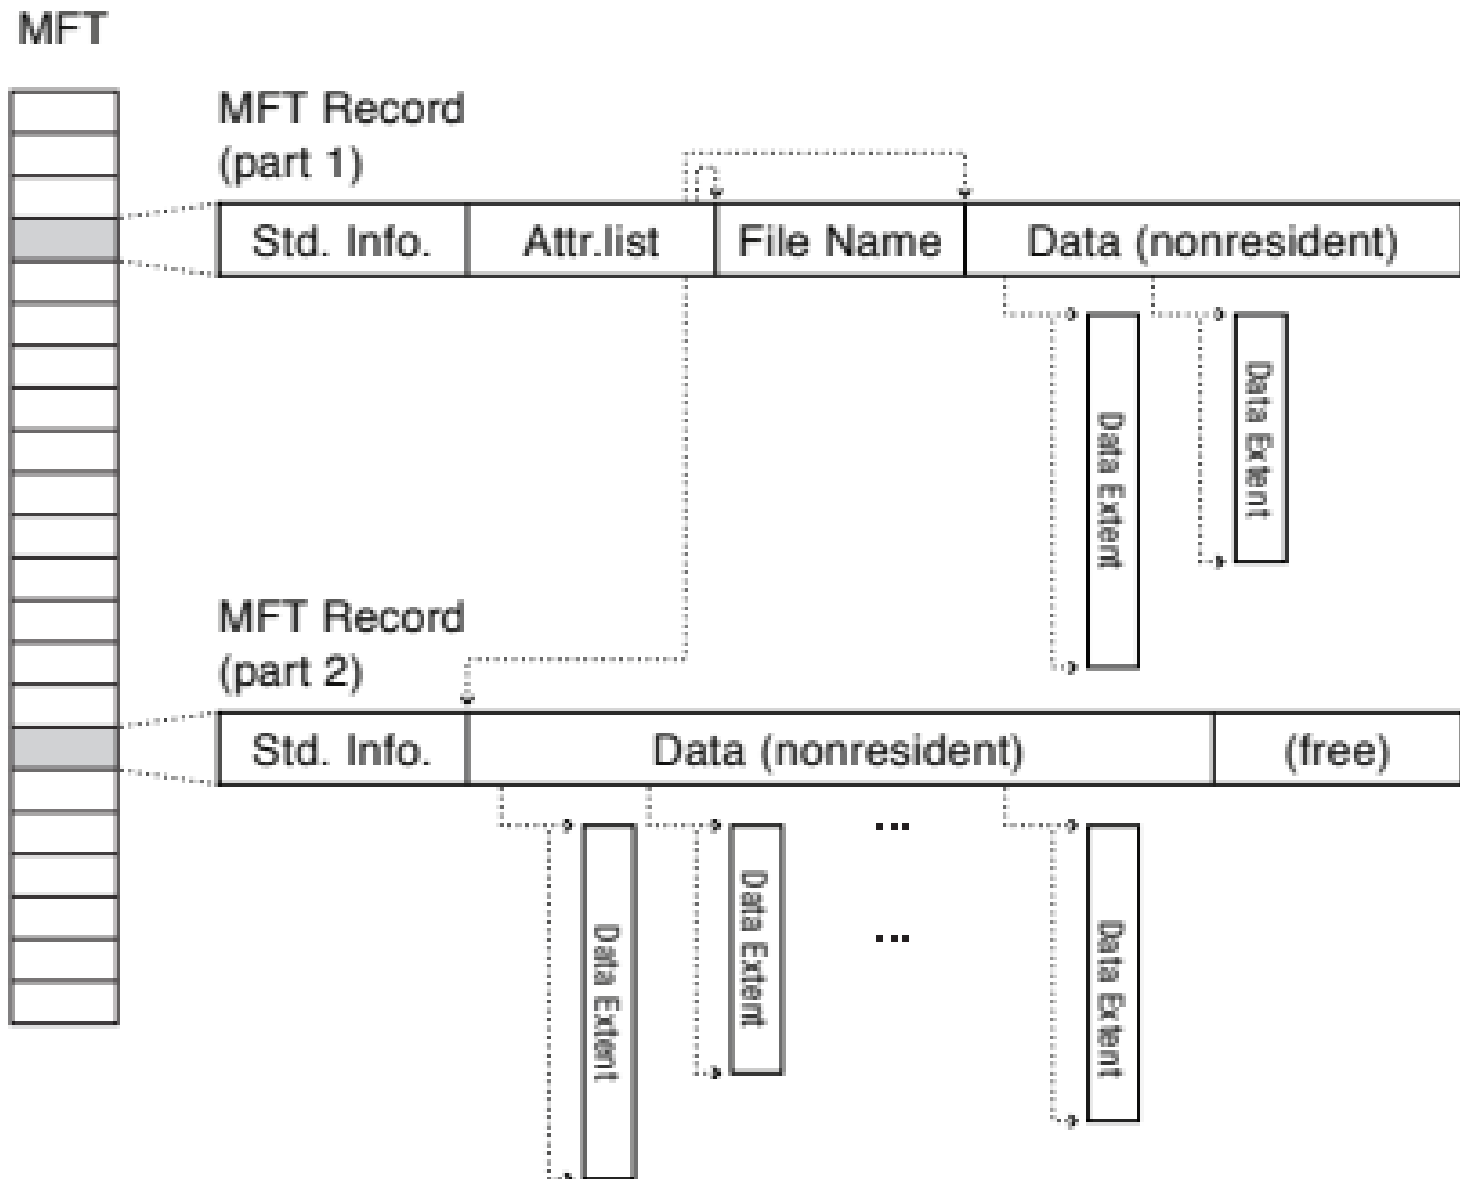 MFT
MFT Record
(part 1)
Std. Info.
Attr.list
File Name
Data (nonresident)
Data Extent
Data Extent
MFT Record
(part 2)
Std. Info.
Data (nonresident)
(free)
Data Extent
Data Extent
...
...
Data Extent